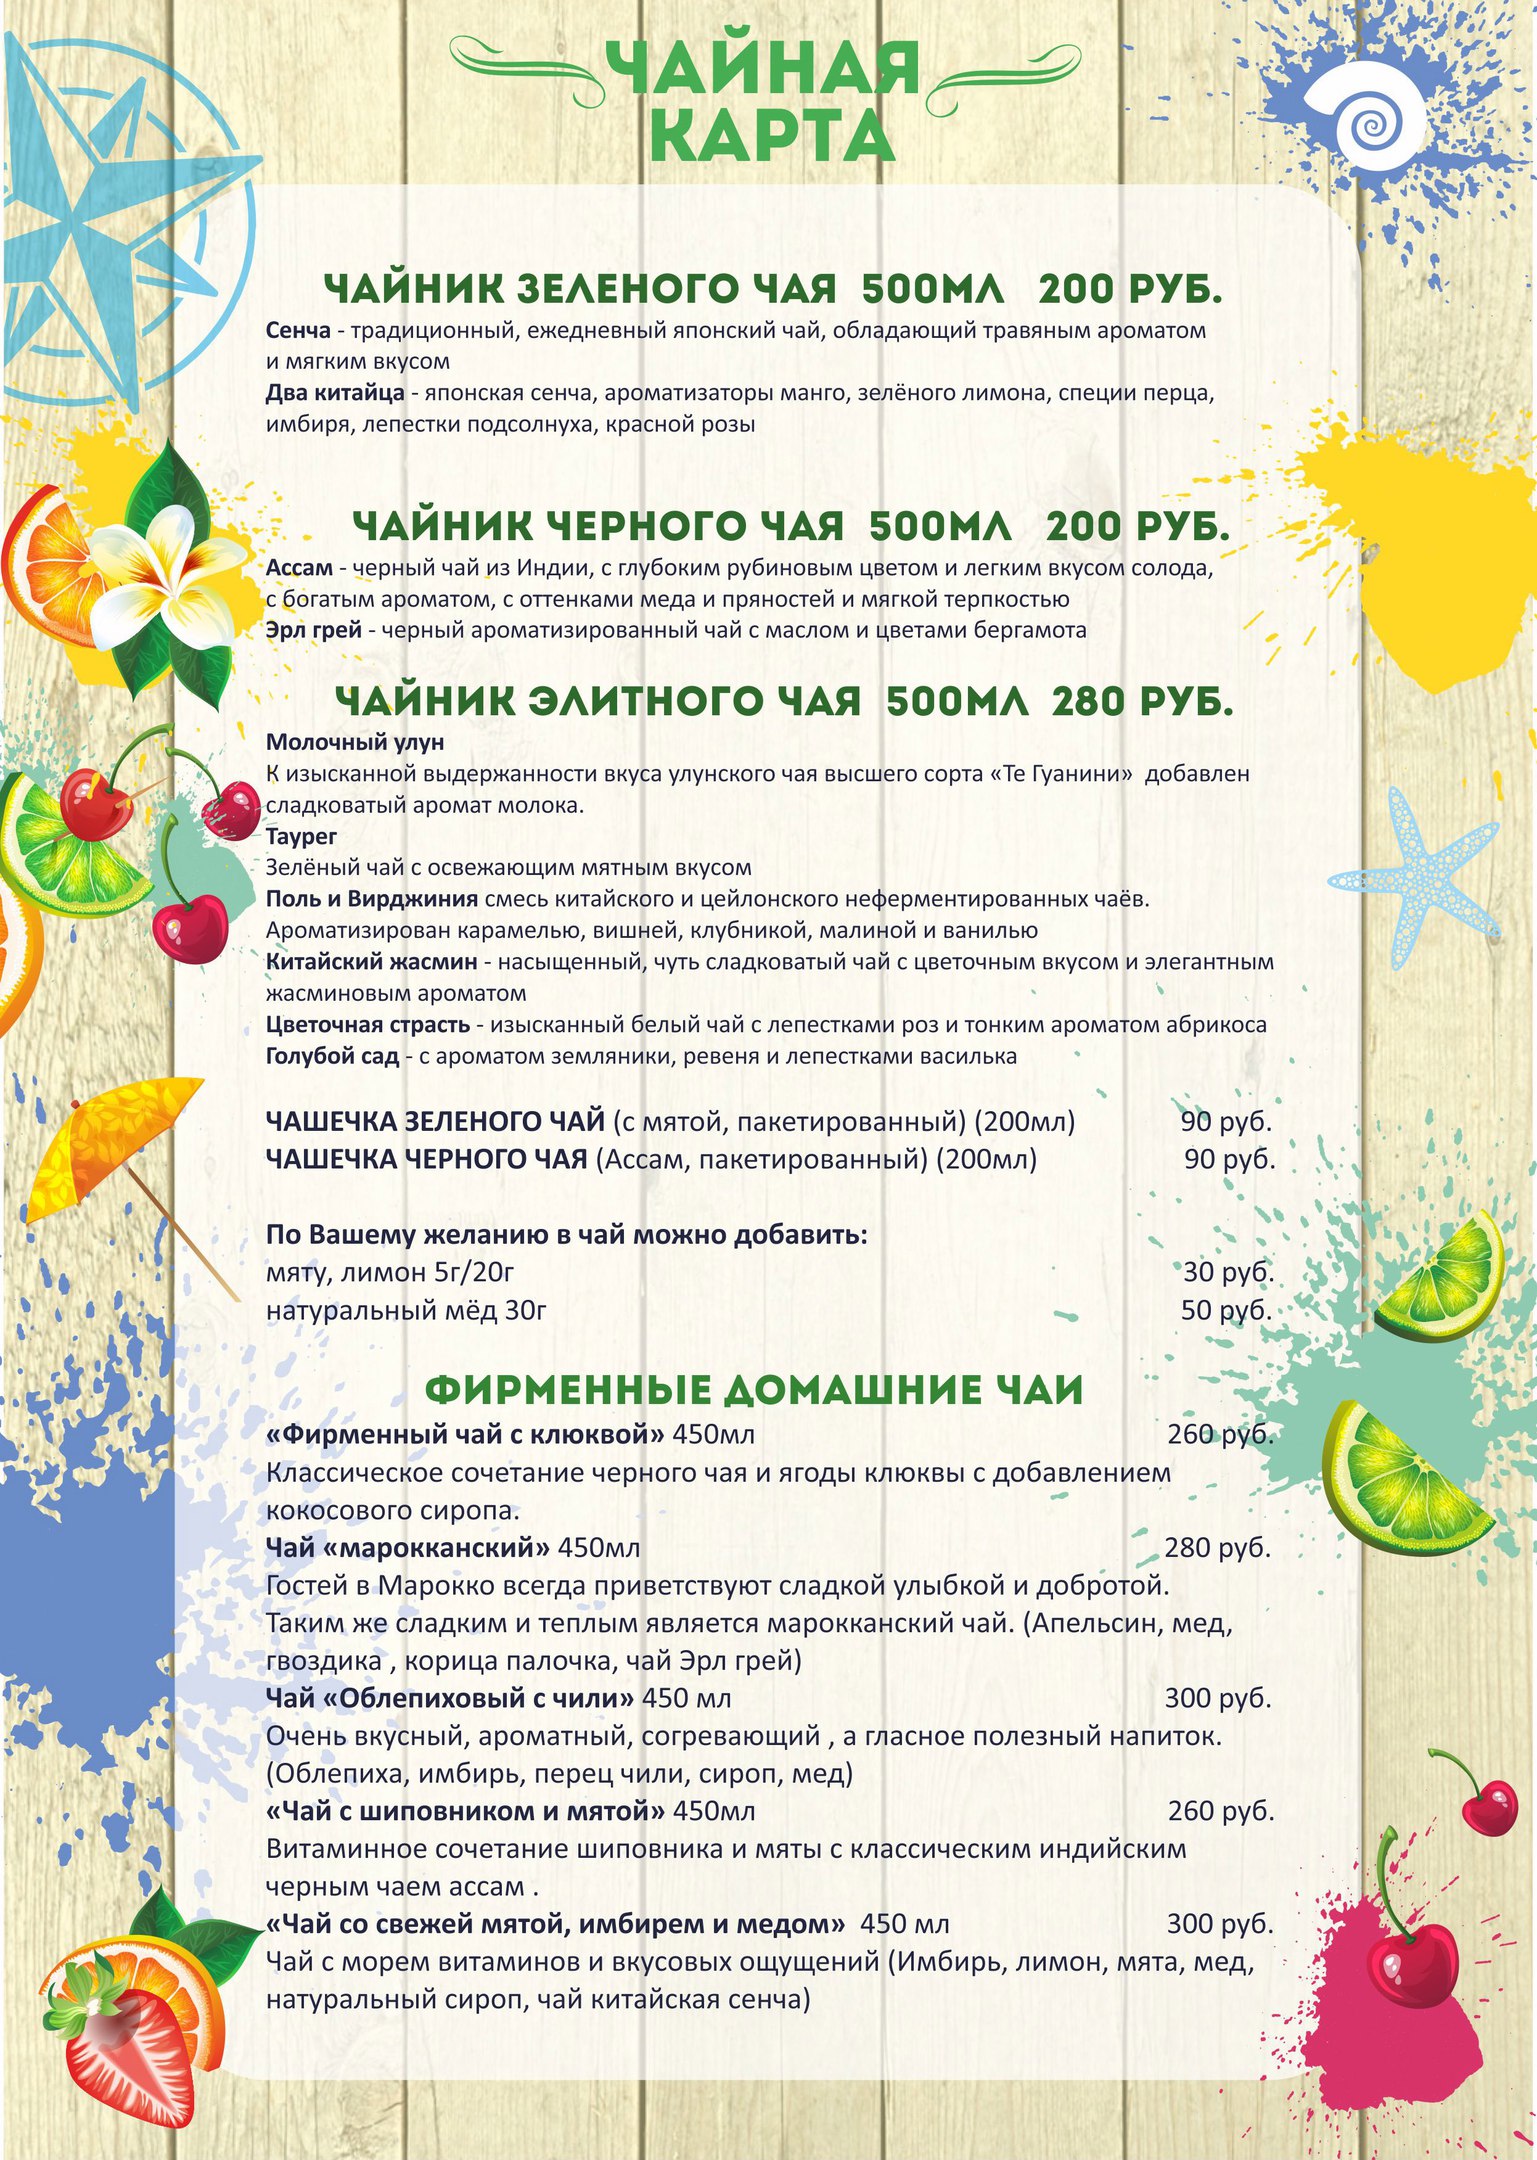 ЧАЙНАЯ
КАРТА
ЧАЙНИК ЗЕЛЕНОГО ЧАЯ 500МЛ 200 РУБ.
Сенча - традиционный, ежедневный японский чай, обладающий травяным ароматом
и мягким вкусом
Два китайца - японская сенча, ароматизаторы манго, зелёного лимона, специи перца,
имбиря, лепестки подсолнуха, красной розы
ЧАЙНИК ЧЕРНОГО ЧАЯ 500МЛ 200 РУБ.
Ассам - черный чай из Индии, с глубоким рубиновым цветом и легким вкусом солода,
с богатым ароматом, с оттенками меда и пряностей и мягкой терпкостью
Эрл грей - черный ароматизированный чай с маслом и цветами бергамота
ЧАЙНИК ЭЛИТНОГО ЧАЯ 500МЛ 280 РУБ.
Молочный улун
К изысканной выдержанности вкуса улунского чая высшего сорта «Те Гуанини» добавлен
сладковатый аромат молока.
Таурег
Зелёный чай с освежающим мятным вкусом
Поль и Вирджиния смесь китайского и цейлонского неферментированных чаёв.
Ароматизирован карамелью, вишней, клубникой, малиной и ванилью
Китайский жасмин - насыщенный, чуть сладковатый чай с цветочным вкусом и элегантным
жасминовым ароматом
Цветочная страсть - изысканный белый чай с лепестками роз и тонким ароматом абрикоса
Голубой сад - с ароматом земляники, ревеня и лепестками василька
ЧАШЕЧКА ЗЕЛЕНОГО ЧАЙ (с мятой, пакетированный) (200мл) 90 руб.
ЧАШЕЧКА ЧЕРНОГО ЧАЯ (Ассам, пакетированный) (200мл) 90 руб.
По Вашему желанию в чай можно добавить:
мяту, лимон 5г/20г 30 руб.
натуральный мёд 30г 50 руб.
ФИРМЕННЫЕ ДОМАШНИЕ ЧАИ
«Фирменный чай с клюквой» 450мл 260 руб.
Классическое сочетание черного чая и ягоды клюквы с добавлением
кокосового сиропа.
Чай «марокканский» 450мл 280 руб.
Гостей в Марокко всегда приветствуют сладкой улыбкой и добротой.
Таким же сладким и теплым является марокканский чай. (Апельсин, мед,
гвоздика , корица палочка, чай Эрл грей)
Чай «Облепиховый с чили» 450 мл 300 руб.
Очень вкусный, ароматный, согревающий , а гласное полезный напиток.
(Облепиха, имбирь, перец чили, сироп, мед)
«Чай с шиповником и мятой» 450мл 260 руб.
Витаминное сочетание шиповника и мяты с классическим индийским
черным чаем ассам .
«Чай со свежей мятой, имбирем и медом» 450 мл 300 руб.
Чай с морем витаминов и вкусовых ощущений (Имбирь, лимон, мята, мед,
натуральный сироп, чай китайская сенча)